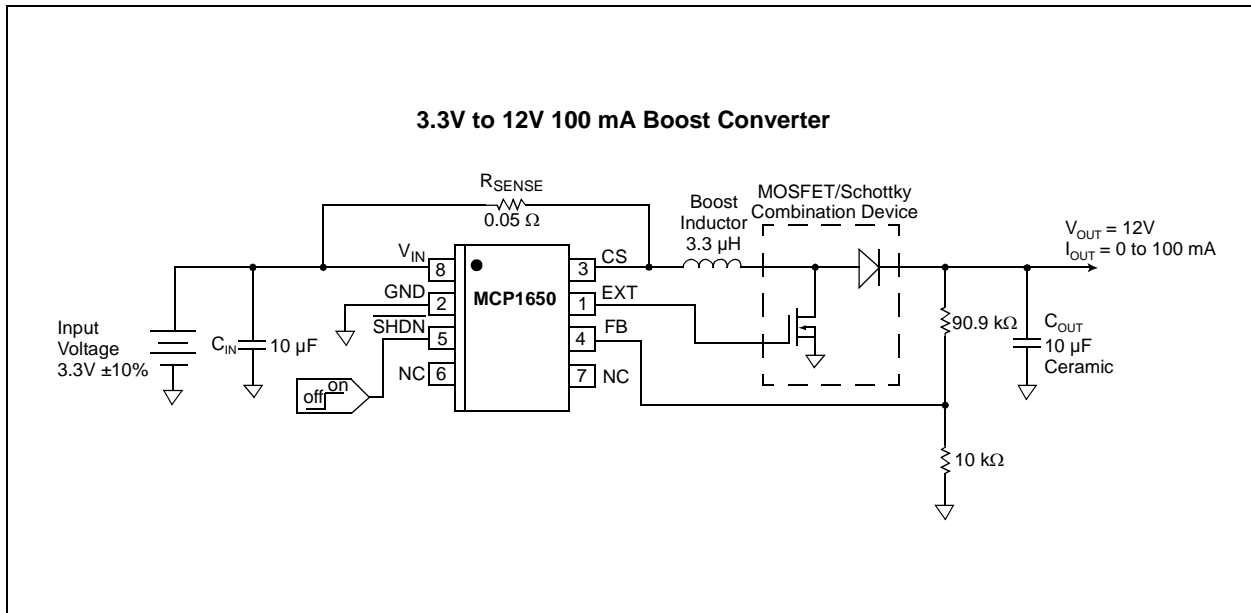 3.3V to 12V 100 mA Boost Converter
RSENSE
0.05 Ω
Boost
Inductor
3.3 µH
MOSFET/Schottky
Combination Device
VOUT = 12V
IOUT = 0 to 100 mA
VIN
8
3
CS
GND
2
MCP1650
1
EXT
SHDN
5
4
FB
NC
6
7
NC
Input
Voltage
3.3V ±10%
CIN
10 µF
off
on
90.9 kΩ
COUT
10 µF
Ceramic
10 kΩ